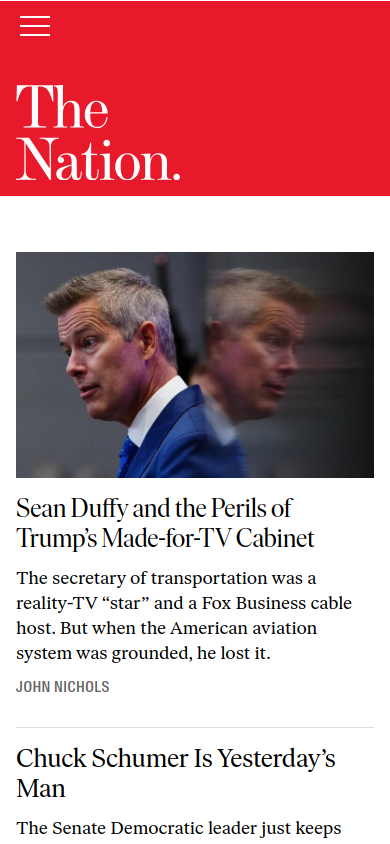 The
Nation.
Sean Duffy and the Perils of
Trump’s Made-for-TV Cabinet
The secretary of transportation was a
reality-TV “star” and a Fox Business cable
host. But when the American aviation
system was grounded, he lost it.
JOHN NICHOLS
Chuck Schumer Is Yesterday’s
Man
The Senate Democratic leader just keeps